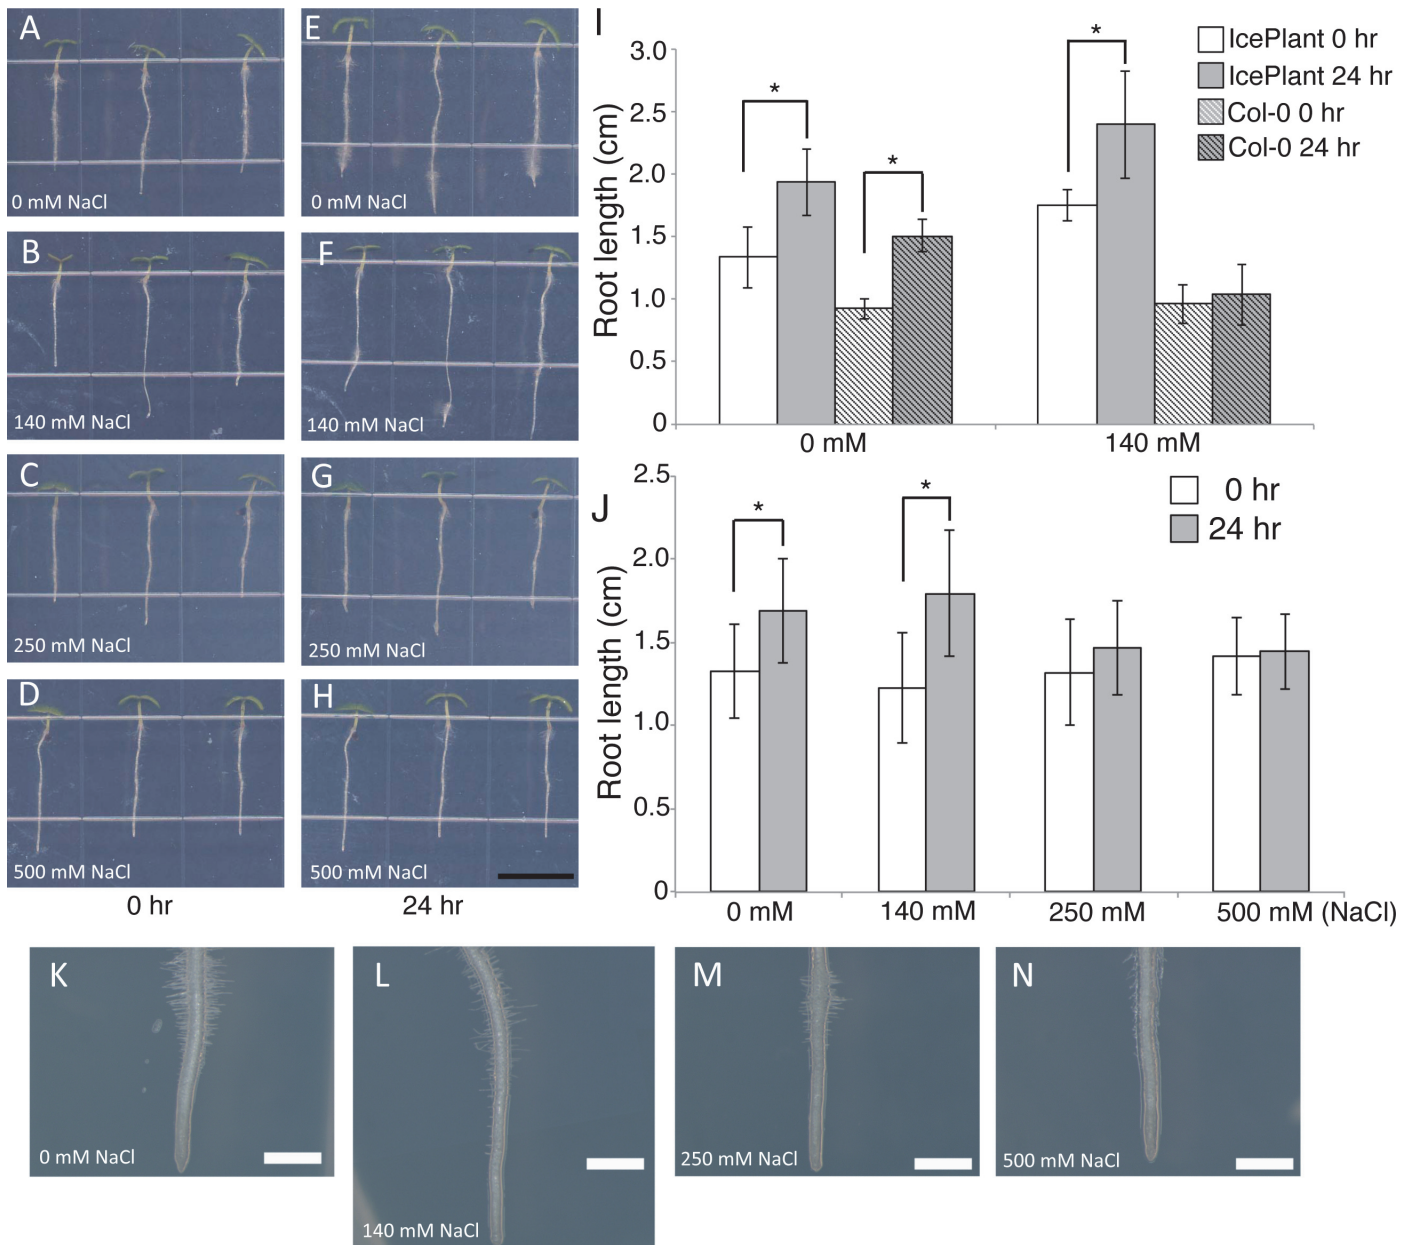 A
0 mM NaCl
E
0 mM NaCl
B
140 mM NaCl
F
140 mM NaCl
C
250 mM NaCl
G
250 mM NaCl
D
500 mM NaCl
H
500 mM NaCl
0 hr
24 hr
I
Root length (cm)
3.0
2.5
2.0
1.5
1.0
0.5
0
*
*
*
IcePlant 0 hr
IcePlant 24 hr
Col-0 0 hr
Col-0 24 hr
0 mM
140 mM
J
Root length (cm)
2.5
2.0
1.5
1.0
0.5
0
*
*
0 hr
24 hr
0 mM
140 mM
250 mM
500 mM (NaCl)
K
0 mM NaCl
L
140 mM NaCl
M
250 mM NaCl
N
500 mM NaCl